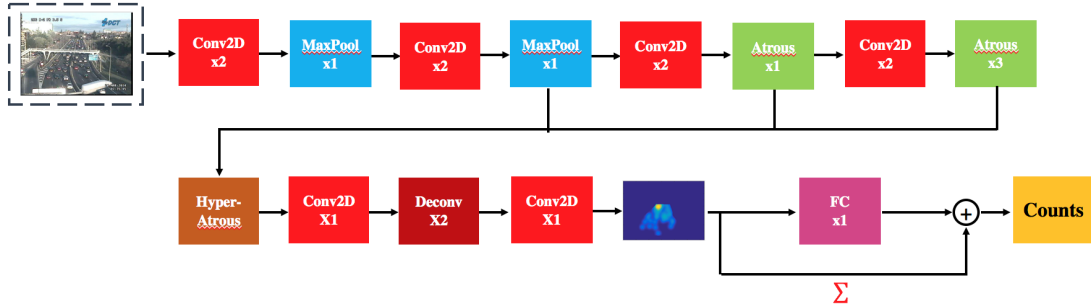 DGT
Conv2D
x2
MaxPool
x1
Conv2D
x2
MaxPool
x1
Conv2D
x2
Atrous
x1
Conv2D
x2
Atrous
x3
Hyper-
Atrous
Conv2D
X1
Deconv
X2
Conv2D
X1
FC
x1
+
Counts
Σ